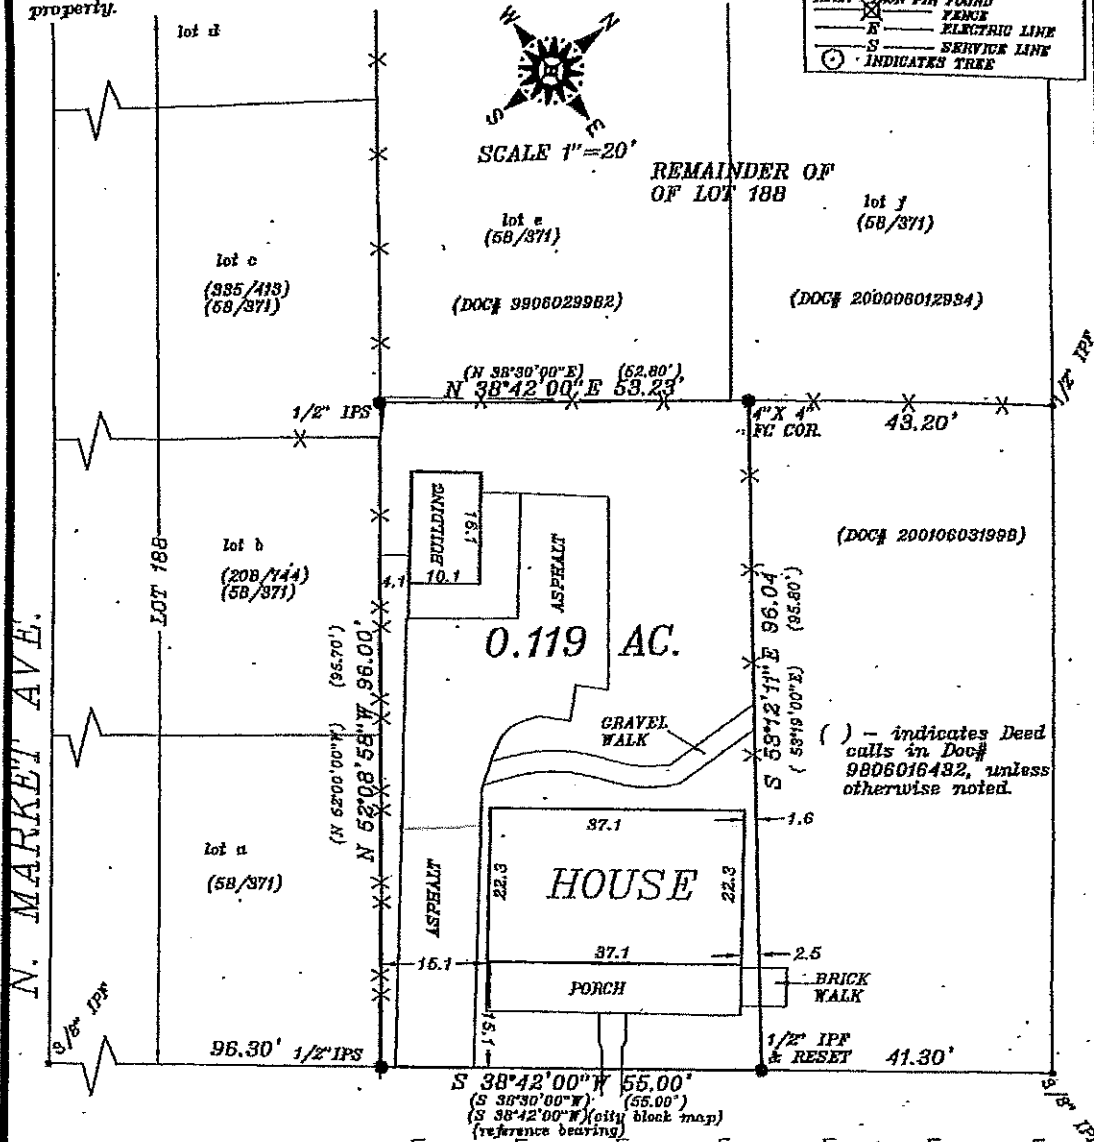 property.
lot d
W
N
S
E
FENCE
E ELECTRIC LINE
S SERVICE LINE
INDICATES TREE
SCALE 1"=20'
REMAINDER OF
OF LOT 188
lot e
(58/371)
lot f
(58/371)
lot c
(335/413)
(58/371)
(DOC# 9906029982)
(DOC# 200006012934)
(N 38°30'00"E) (52.80')
N 38°42'00"E 53.23'
1/2" IPS
4"X 4"
FC COR.
43.20'
1/2" IPF
BUILDING
16.1
4.1
10.1
ASPHALT
(DOC# 200106031998)
lot b
(208/744)
(58/371)
LOT 188
N. MARKET AVE.
0.119 AC.
(N 52°00'00"W) (95.70')
N 52°08'58"W 96.00'
S 53°12'11"E 96.04'
( 53°19'00"E) (95.80')
GRAVEL
WALK
( ) - indicates Deed
calls in Doc#
9806016432, unless
otherwise noted.
lot a
(58/371)
37.1
1.6
22.3
HOUSE
22.3
ASPHALT
15.1
37.1
2.5
PORCH
BRICK
WALK
15.1
3/8" IPF
96.30'
1/2"IPS
1/2" IPF
& RESET
41.30'
3/8" IPF
S 38°42'00"W 55.00'
(S 38°30'00"W) (55.00')
(S 38°42'00"W)(city block map)
(reference bearing)